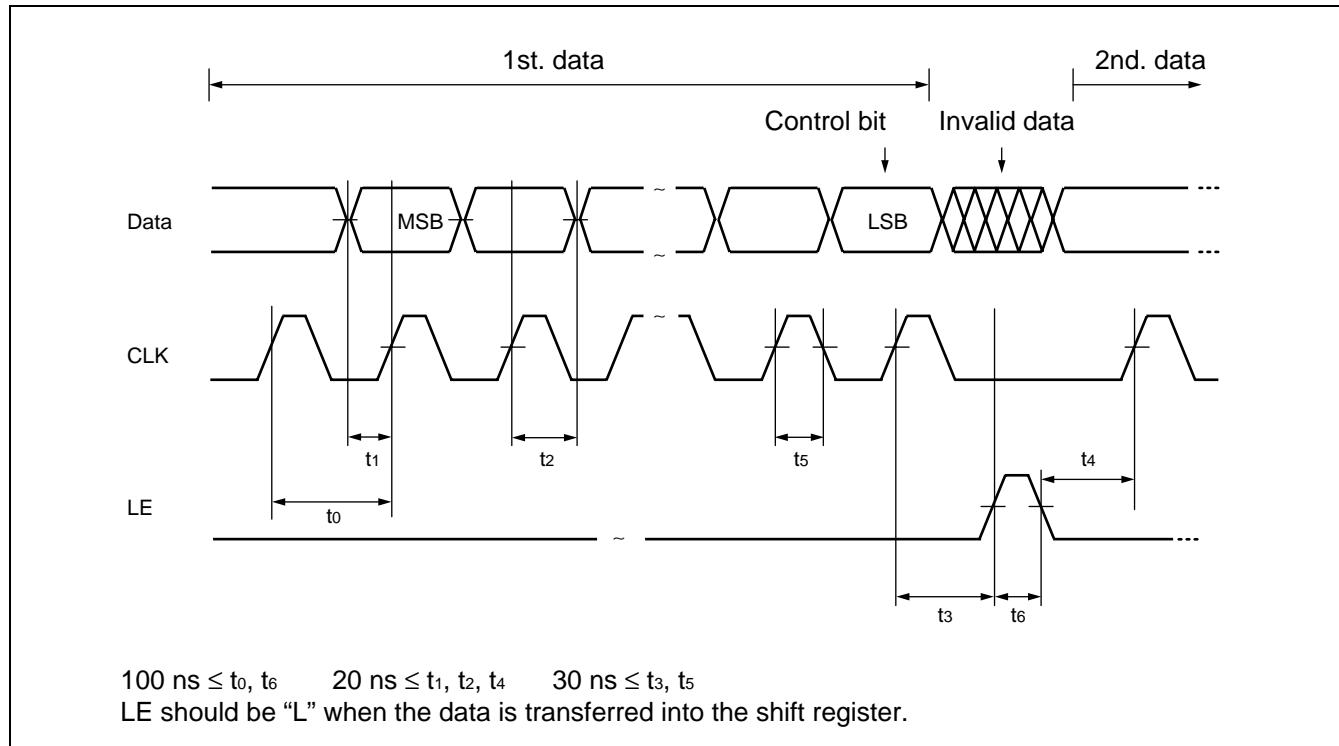 1st. data
2nd. data
Control bit
Invalid data
Data
MSB
LSB
~
~
CLK
~
t1
t2
t5
t4
LE
t0
~
t3
t6
100 ns ≤ t0, t6 20 ns ≤ t1, t2, t4 30 ns ≤ t3, t5
LE should be “L” when the data is transferred into the shift register.